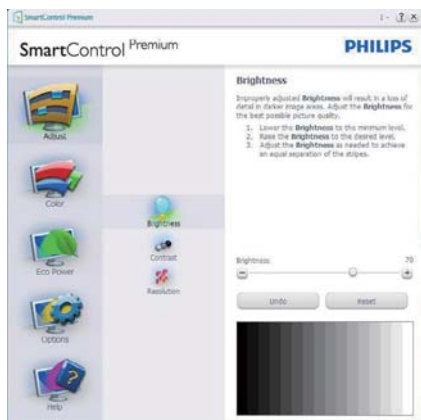 SmartControl Premium
SmartControl Premium
PHILIPS
Adjust
Color
Eco Power
Options
Help
Brightness
Contrast
Resolution
Brightness
Improperly adjusted Brightness will result in a loss of
detail in darker image areas. Adjust the Brightness for
the best possible picture quality.
1. Lower the Brightness to the minimum level.
2. Raise the Brightness to the desired level.
3. Adjust the Brightness as needed to achieve
an equal separation of the stripes.
Brightness 70
Undo Reset